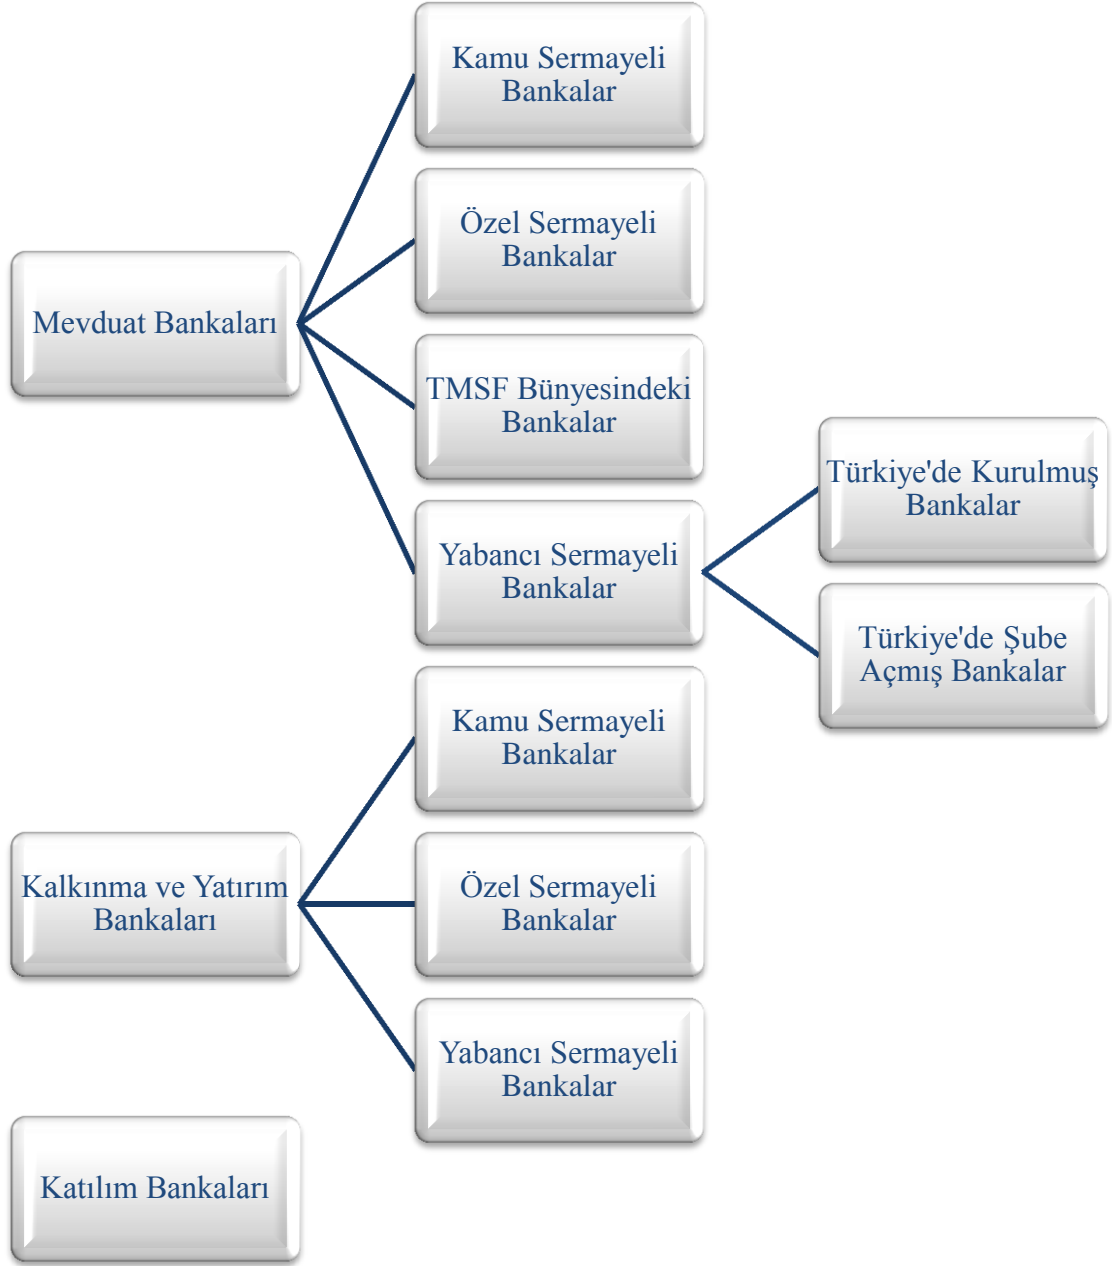 Mevduat Bankaları
Kamu Sermayeli
Bankalar
Özel Sermayeli
Bankalar
TMSF Bünyesindeki
Bankalar
Yabancı Sermayeli
Bankalar
Türkiye'de Kurulmuş
Bankalar
Türkiye'de Şube
Açmış Bankalar
Kalkınma ve Yatırım
Bankaları
Kamu Sermayeli
Bankalar
Özel Sermayeli
Bankalar
Yabancı Sermayeli
Bankalar
Katılım Bankaları